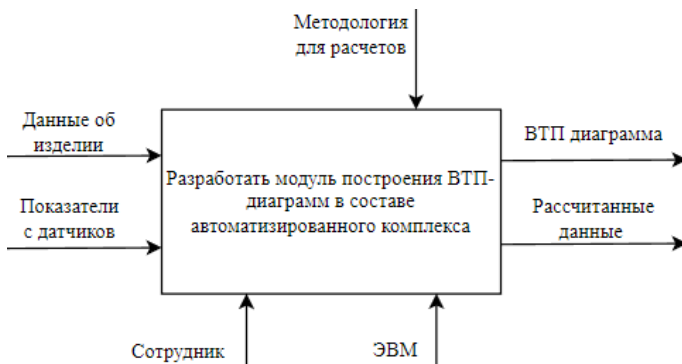 Методология
для расчетов
Данные об
изделии
ВТП диаграмма
Разработать модуль построения ВТП-
диаграмм в составе
автоматизированного комплекса
Показатели
с датчиков
Рассчитанные
данные
Сотрудник
ЭВМ